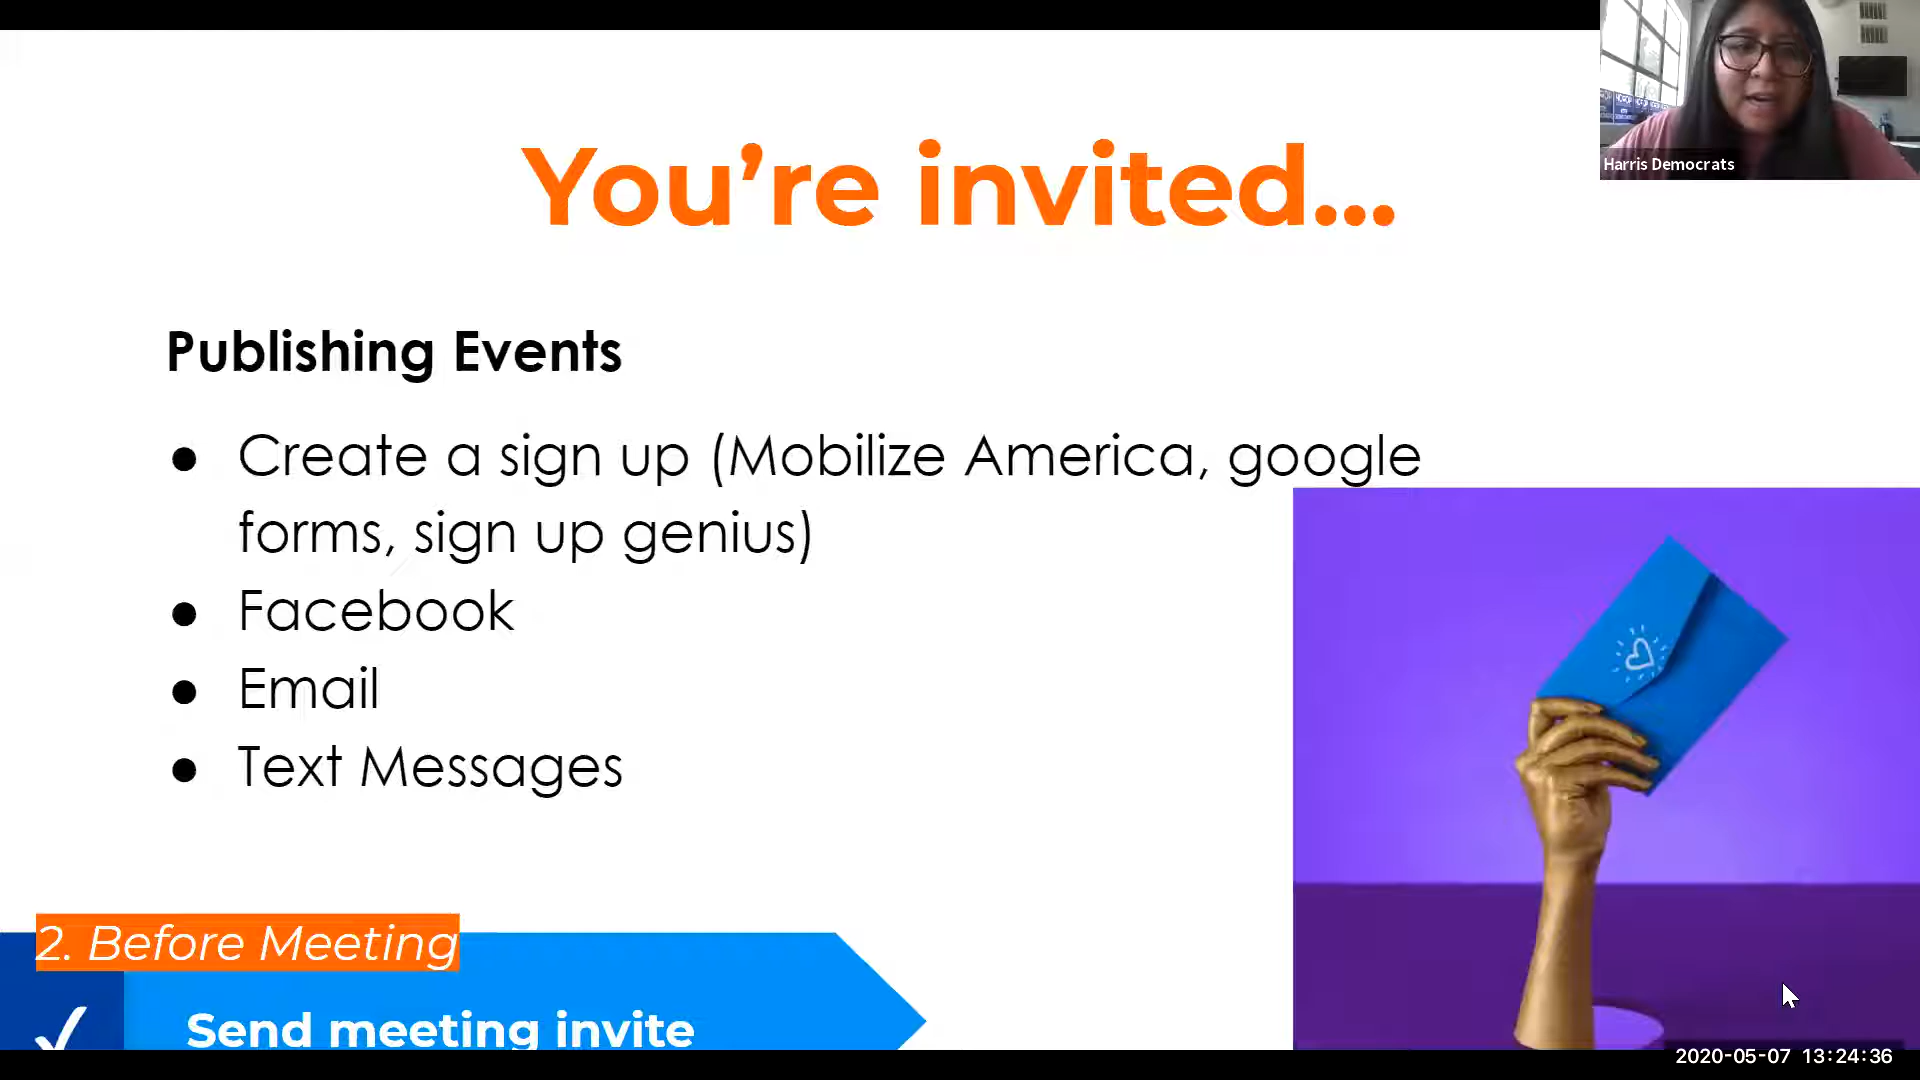 You’re invited...
Harris Democrats
Publishing Events
● Create a sign up (Mobilize America, google
forms, sign up genius)
● Facebook
● Email
● Text Messages
2. Before Meeting
Send meeting invite
2020-05-07 13:24:36